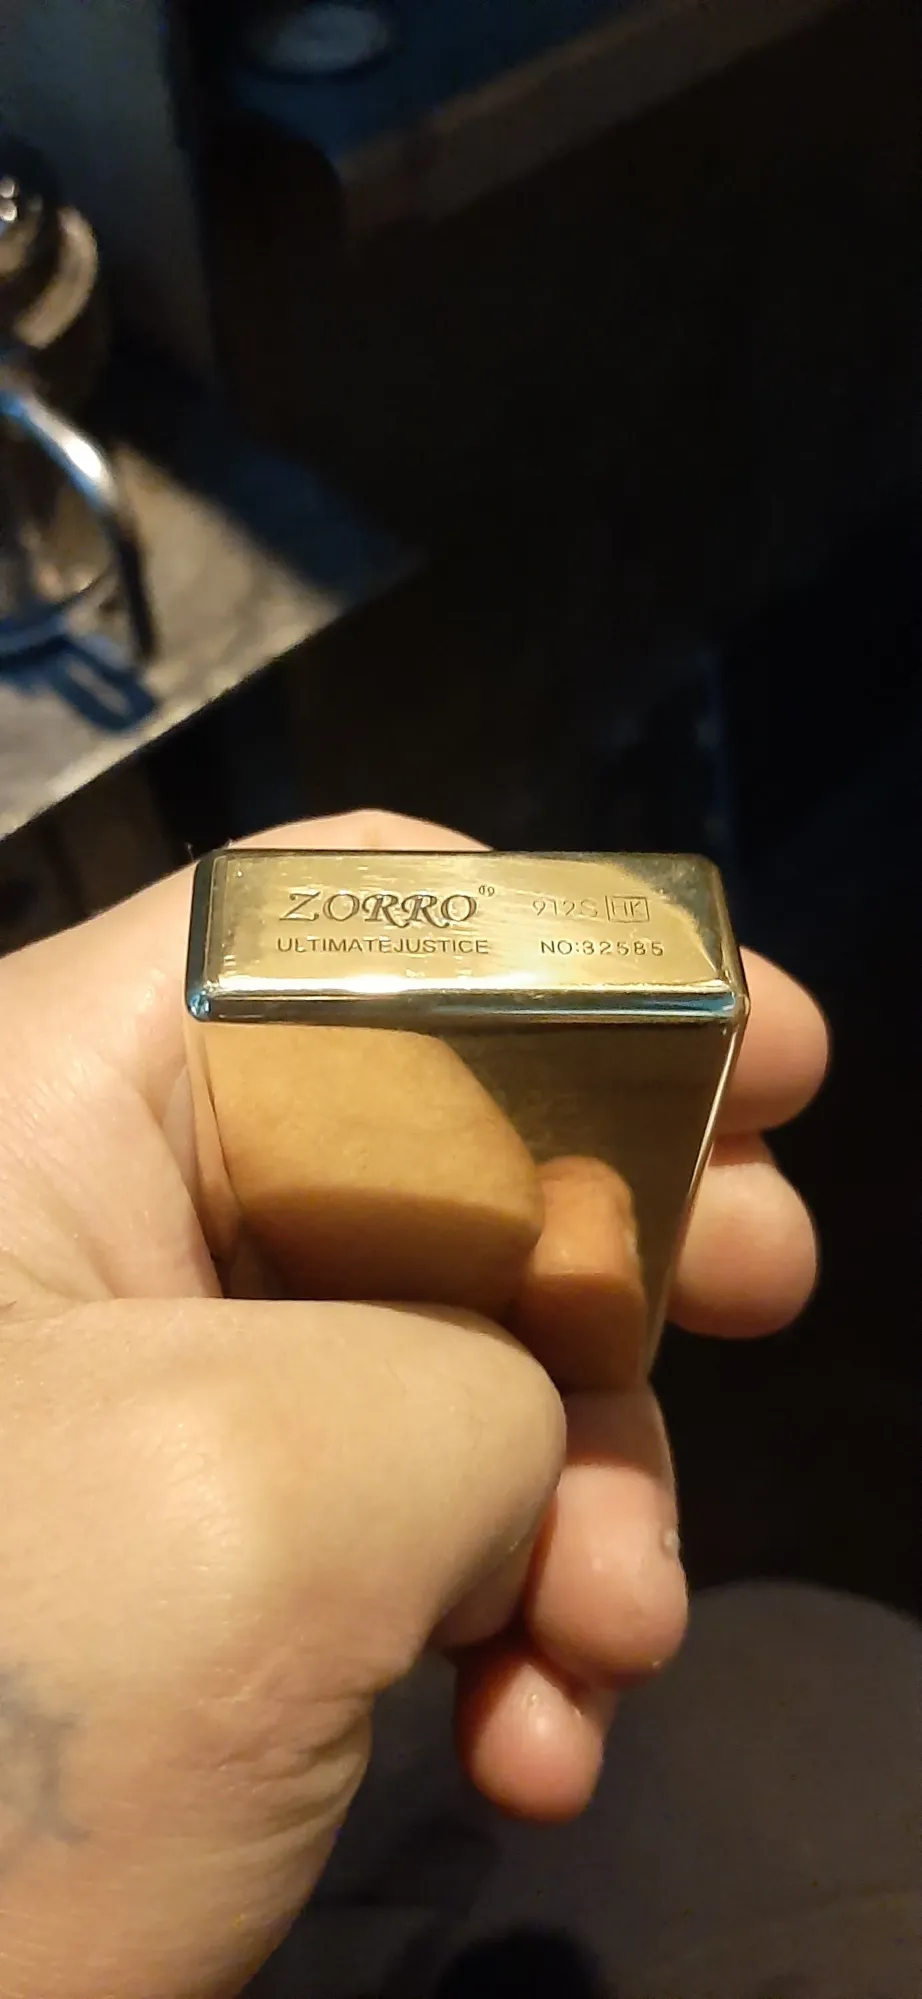 ZORRO 912S HK
ULTIMATEJUSTICE NO:32585